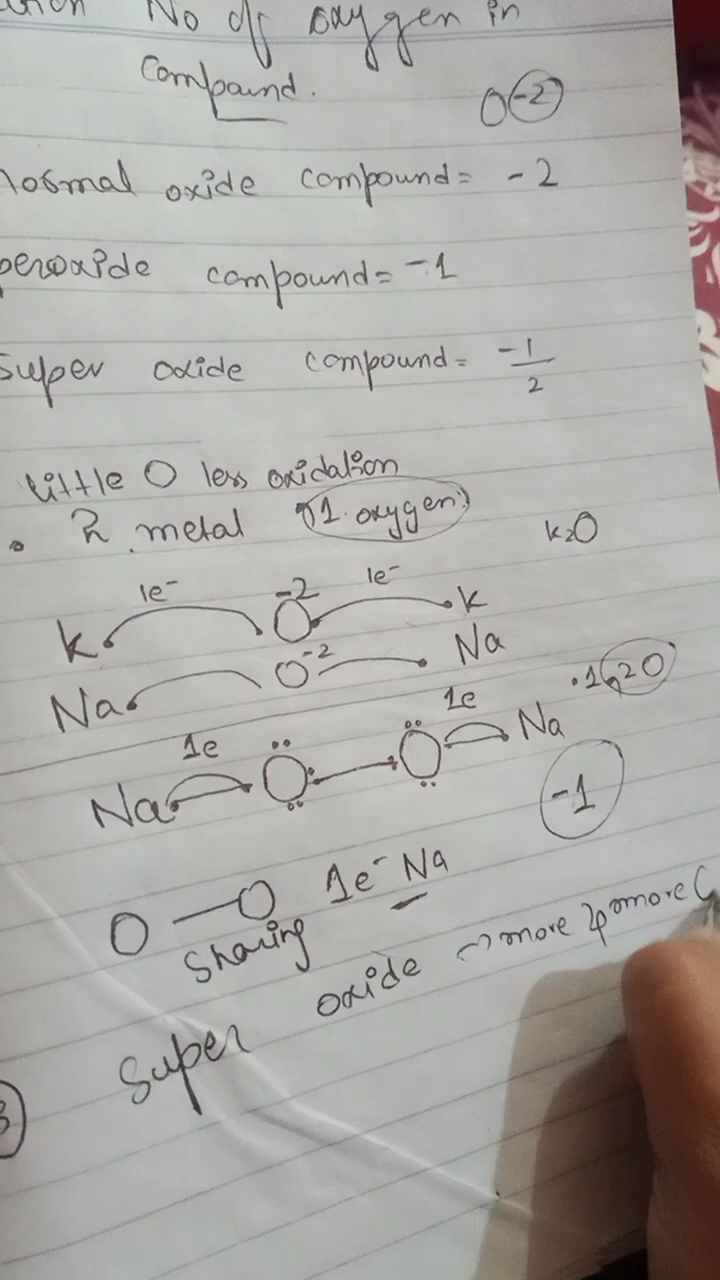 No of oxygen in
Compound.
O -2
normal oxide compound = -2
peroxide compound = -1
Super oxide compound = -1/2
little O less oxidation
• 2 metal 1 oxygen
K2O
1e- -2 1e-
K O K
Na O-2 Na
1e 1e
Na O O Na
-1
O — O 1e- Na
Sharing
Super oxide → more